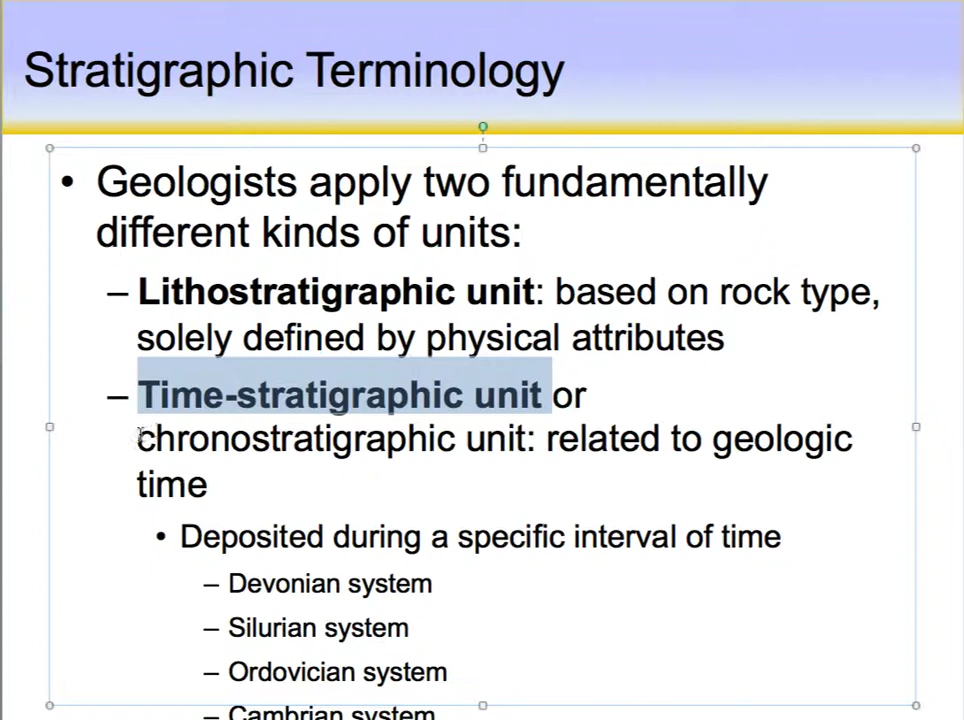 Stratigraphic Terminology
• Geologists apply two fundamentally
different kinds of units:
– Lithostratigraphic unit: based on rock type,
solely defined by physical attributes
– Time-stratigraphic unit or
chronostratigraphic unit: related to geologic
time
• Deposited during a specific interval of time
– Devonian system
– Silurian system
– Ordovician system
– Cambrian system